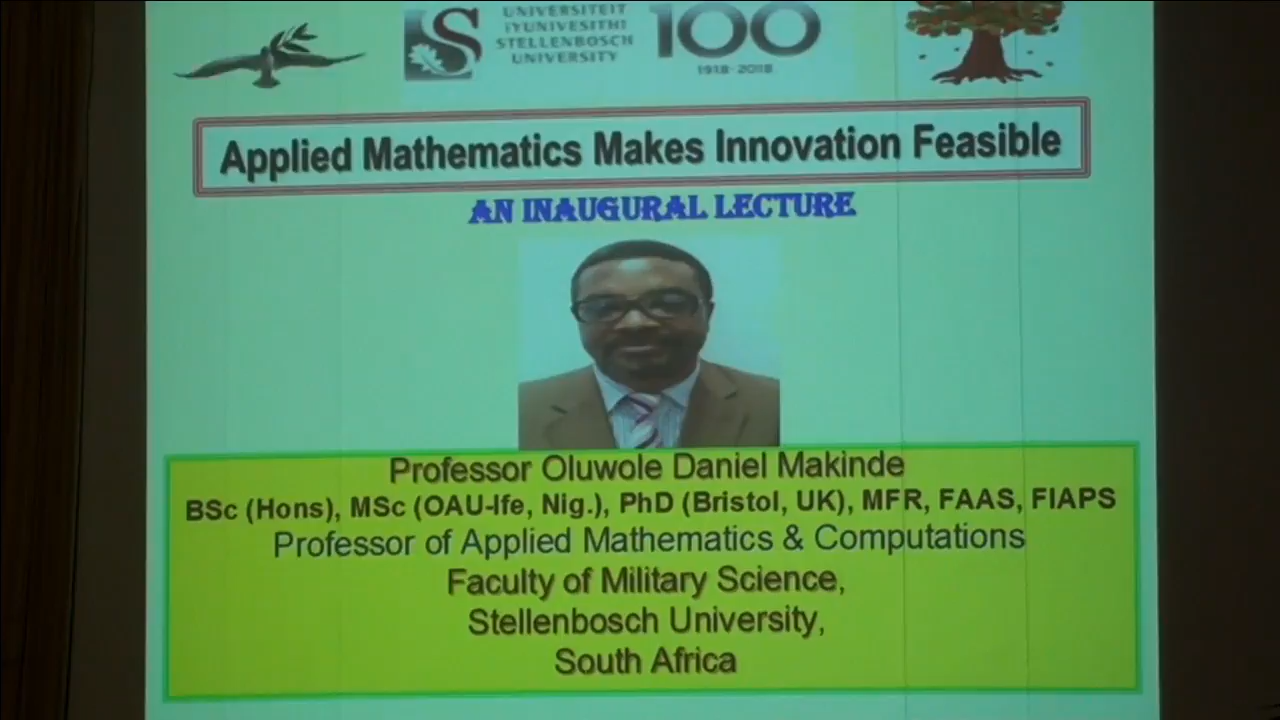 UNIVERSITEIT
iYUNIVESITHI
STELLENBOSCH
UNIVERSITY
100
1918 · 2018
Applied Mathematics Makes Innovation Feasible
AN INAUGURAL LECTURE
Professor Oluwole Daniel Makinde
BSc (Hons), MSc (OAU-Ife, Nig.), PhD (Bristol, UK), MFR, FAAS, FIAPS
Professor of Applied Mathematics & Computations
Faculty of Military Science,
Stellenbosch University,
South Africa